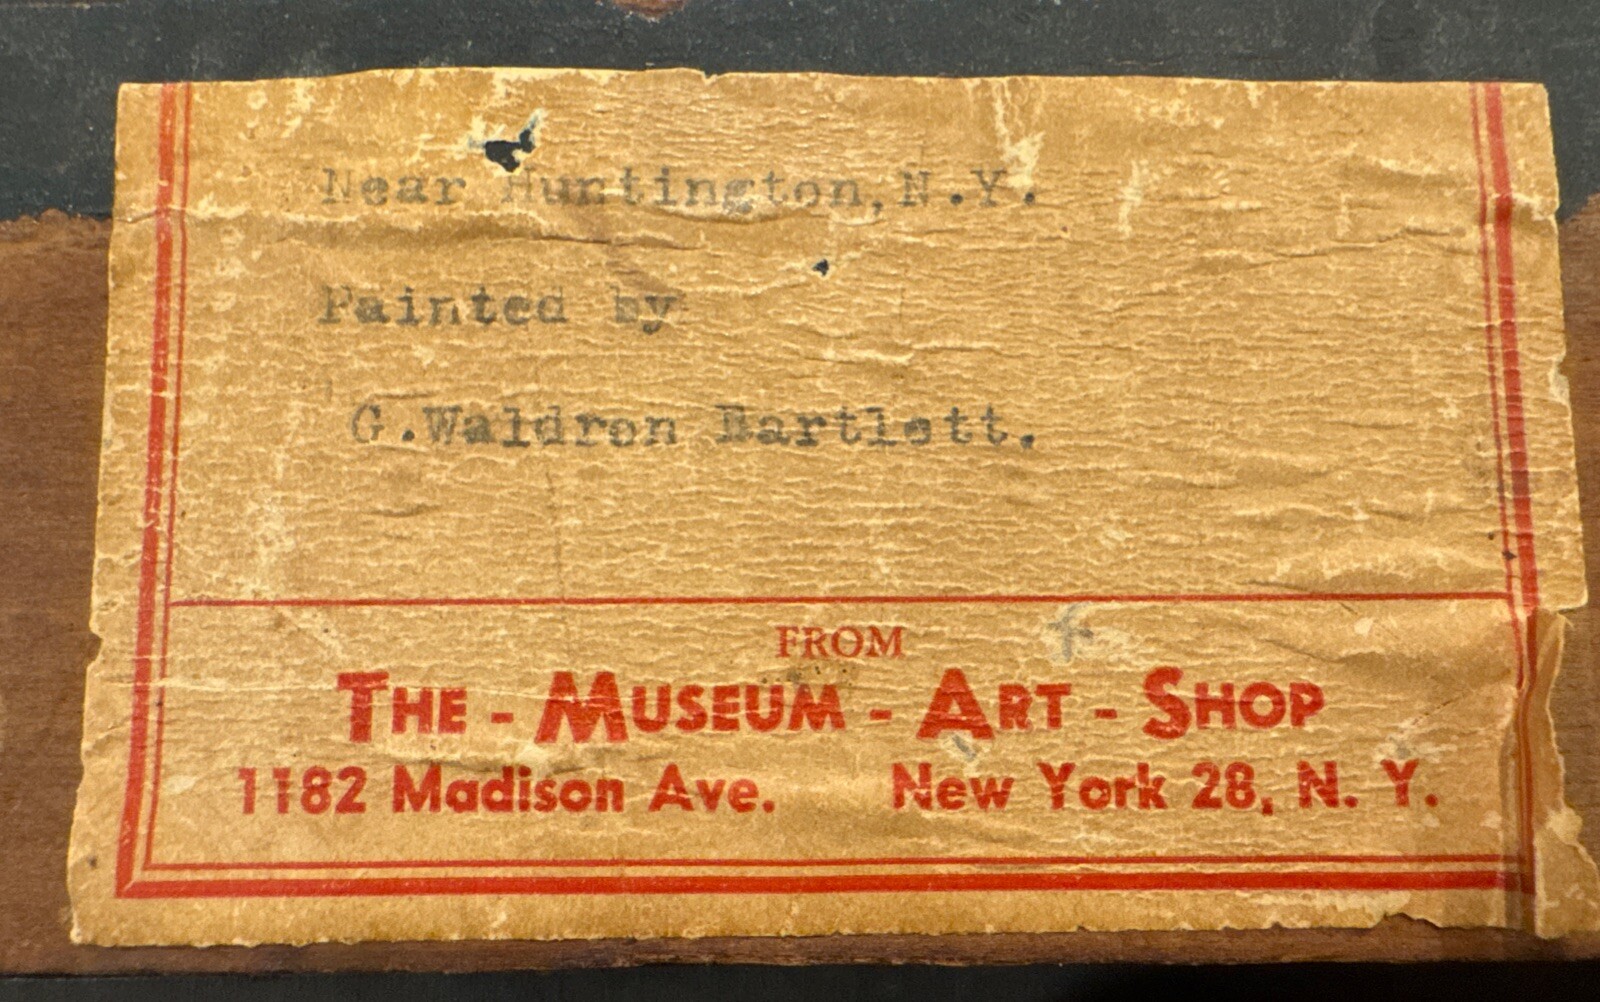 Near Huntington,N.Y.
Painted by
G.Waldron Bartlett.
FROM
THE - MUSEUM - ART - SHOP
1182 Madison Ave. New York 28, N. Y.